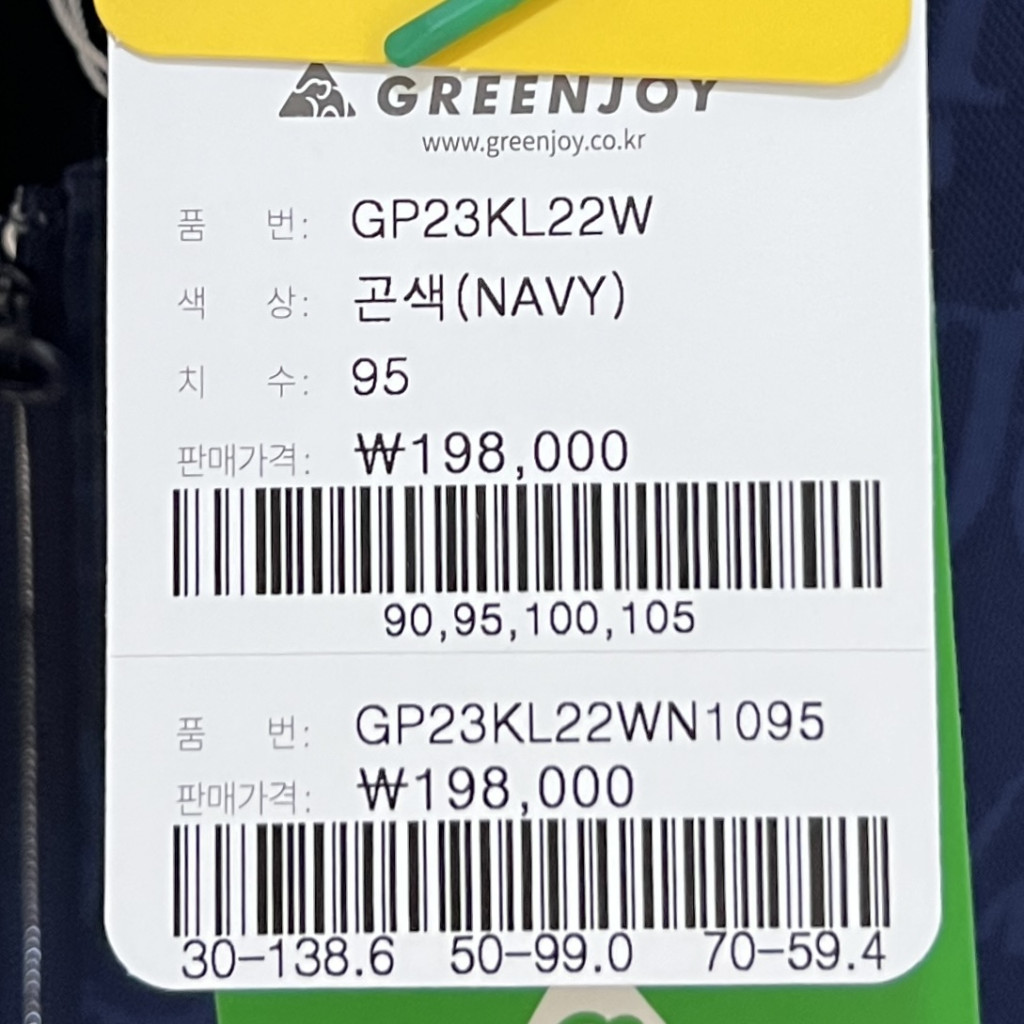 GREENJOY
www.greenjoy.co.kr
품 번: GP23KL22W
색 상: 곤색(NAVY)
치 수: 95
판매가격: ₩198,000
90,95,100,105
품 번: GP23KL22WN1095
판매가격: ₩198,000
30-138.6 50-99.0 70-59.4